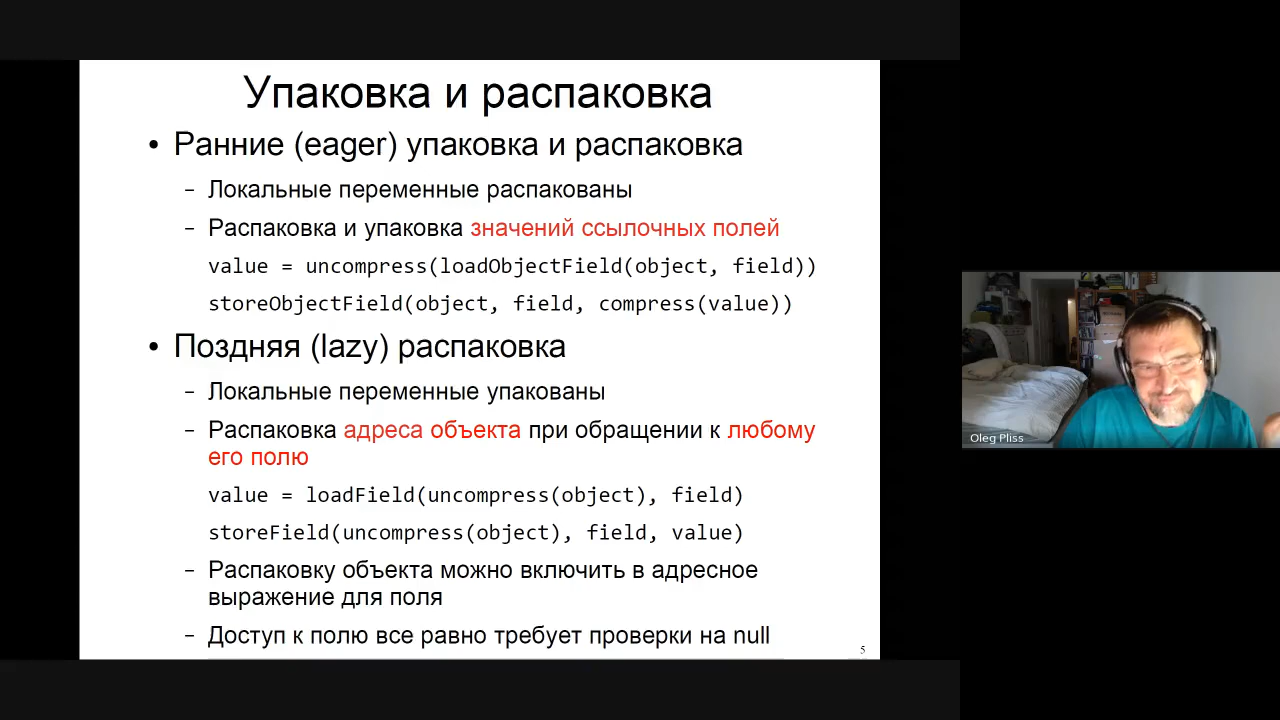 Упаковка и распаковка
• Ранние (eager) упаковка и распаковка
– Локальные переменные распакованы
– Распаковка и упаковка значений ссылочных полей
value = uncompress(loadObjectField(object, field))
storeObjectField(object, field, compress(value))
• Поздняя (lazy) распаковка
– Локальные переменные упакованы
– Распаковка адреса объекта при обращении к любому
его полю
value = loadField(uncompress(object), field)
storeField(uncompress(object), field, value)
– Распаковку объекта можно включить в адресное
выражение для поля
– Доступ к полю все равно требует проверки на null
5
Oleg Pliss